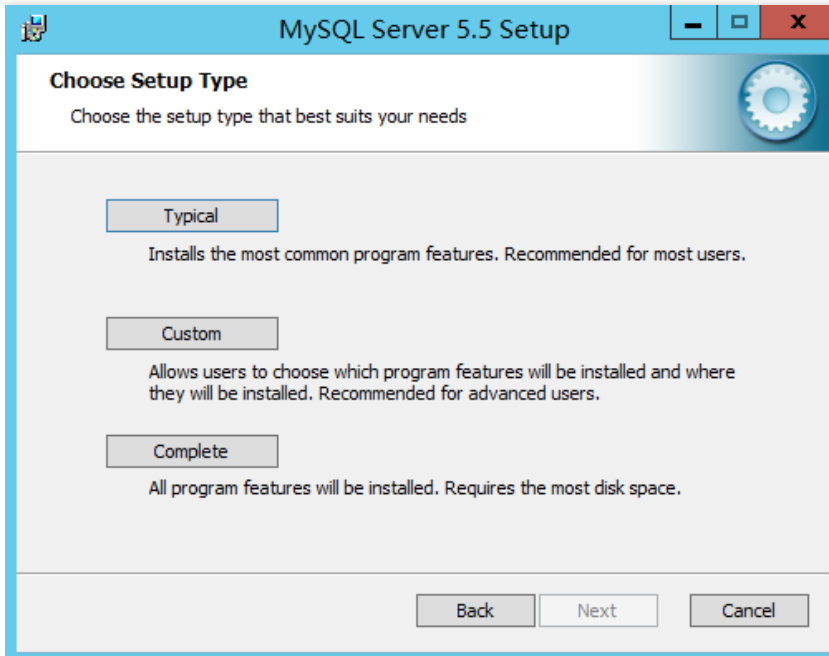 MySQL Server 5.5 Setup
Choose Setup Type
Choose the setup type that best suits your needs
Typical
Installs the most common program features. Recommended for most users.
Custom
Allows users to choose which program features will be installed and where
they will be installed. Recommended for advanced users.
Complete
All program features will be installed. Requires the most disk space.
Back Next Cancel